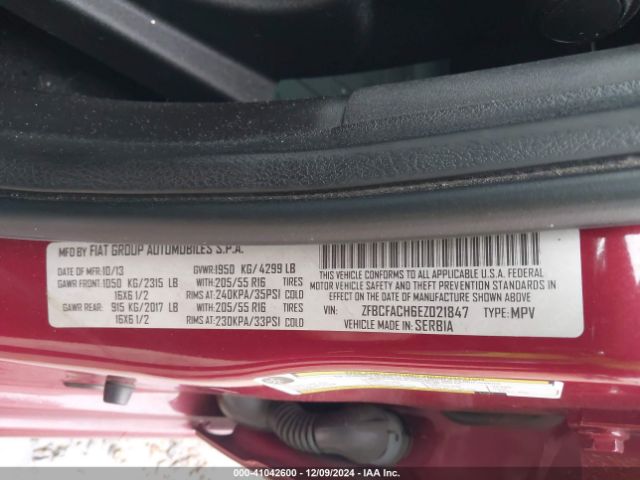 MFD BY FIAT GROUP AUTOMOBILES S.P.A.
DATE OF MFR:10/13 GVWR:1950 KG/ 4299 LB
GAWR FRONT:1050 KG/2315 LB WITH:205/55 R16 TIRES
16X6 1/2 RIMS AT:240KPA/35PSI COLD
GAWR REAR: 915 KG/2017 LB WITH:205/55 R16 TIRES
16X6 1/2 RIMS AT:230KPA/33PSI COLD
THIS VEHICLE CONFORMS TO ALL APPLICABLE U.S.A. FEDERAL
MOTOR VEHICLE SAFETY AND THEFT PREVENTION STANDARDS
IN EFFECT ON THE DATE OF MANUFACTURE SHOWN ABOVE.
VIN: ZFBCFACH6EZ021847 TYPE: MPV
VEHICLE MADE IN SERBIA
000-41042600 | 12/09/2024 | IAA Inc.